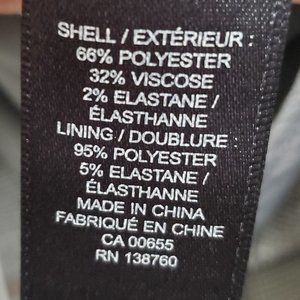 SHELL / EXTÉRIEUR :
66% POLYESTER
32% VISCOSE
2% ELASTANE /
ÉLASTHANNE
LINING / DOUBLURE :
95% POLYESTER
5% ELASTANE /
ÉLASTHANNE
MADE IN CHINA
FABRIQUÉ EN CHINE
CA 00655
RN 138760